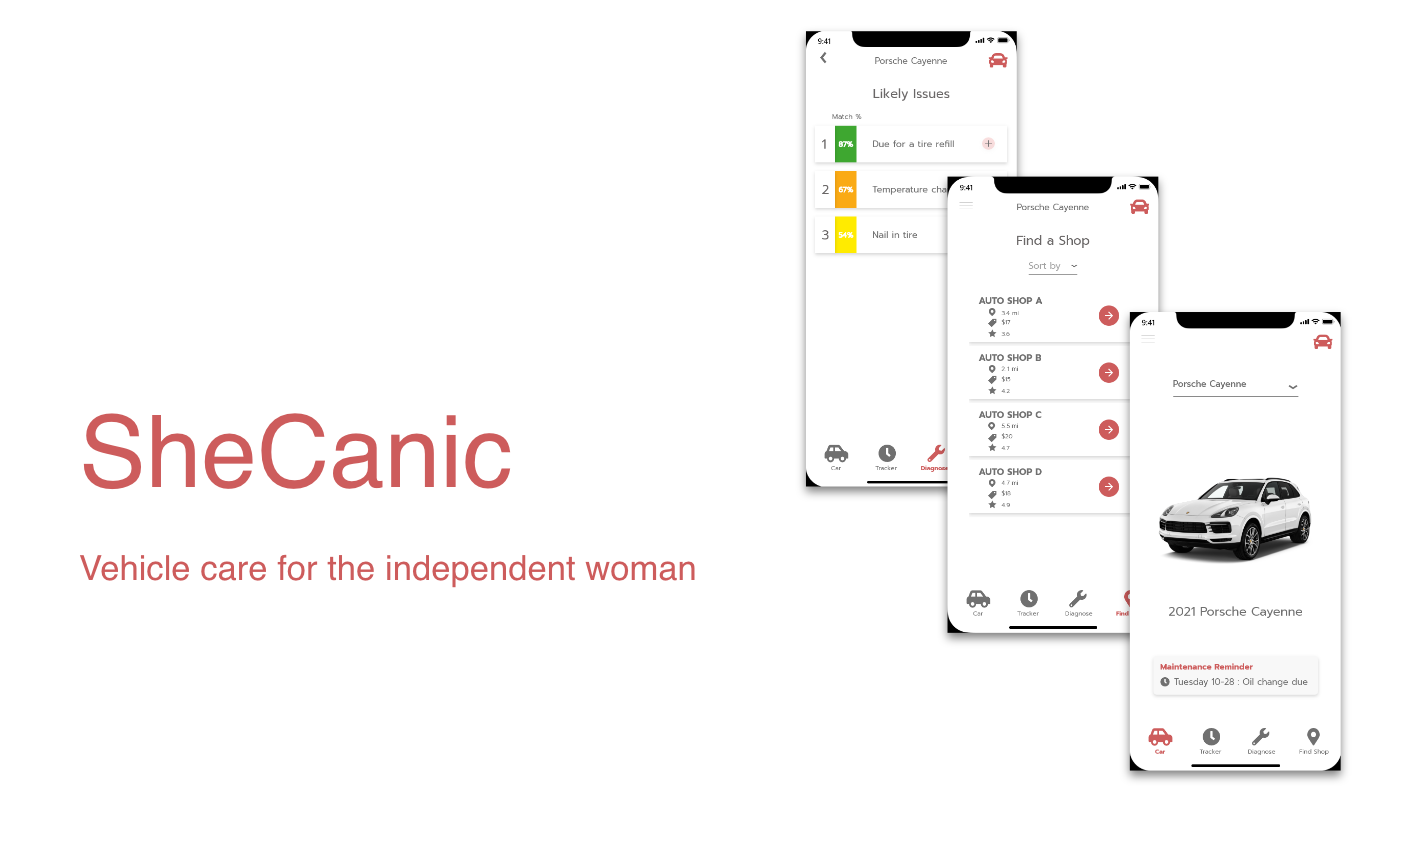 SheCanic
Vehicle care for the independent woman
9:41
Porsche Cayenne
Likely Issues
Match %
1 87% Due for a tire refill
2 67% Temperature cha
3 54% Nail in tire
Car Tracker Diagnose
9:41
Porsche Cayenne
Find a Shop
Sort by
AUTO SHOP A
3.4 mi
$17
3.6
AUTO SHOP B
2.1 mi
$15
4.2
AUTO SHOP C
5.5 mi
$20
4.7
AUTO SHOP D
4.7 mi
$18
4.9
Car Tracker Diagnose Find
9:41
Porsche Cayenne
2021 Porsche Cayenne
Maintenance Reminder
Tuesday 10-28 : Oil change due
Car Tracker Diagnose Find Shop